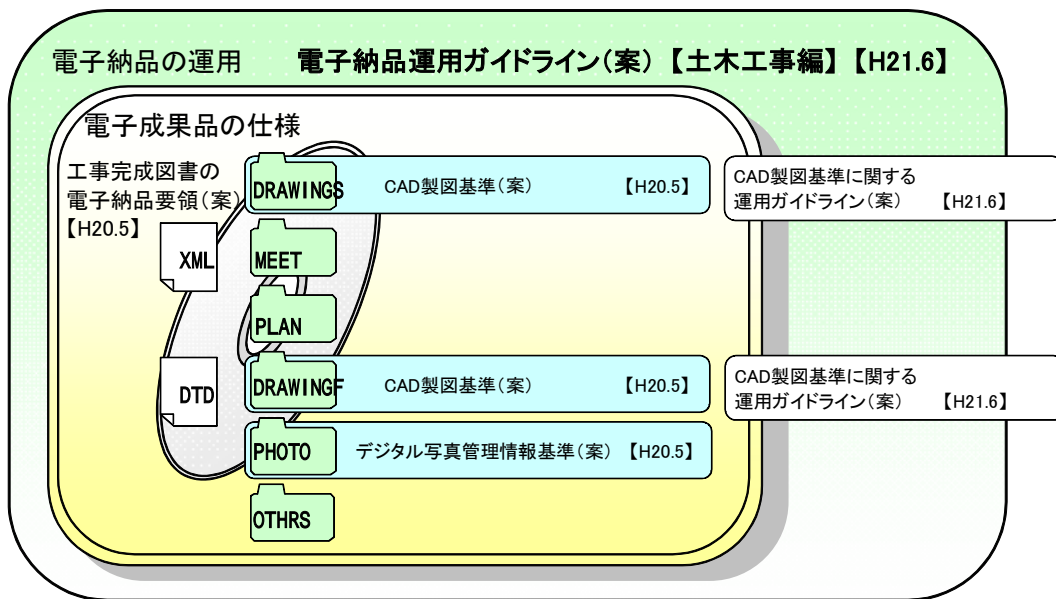 電子納品の運用 電子納品運用ガイドライン(案)【土木工事編】【H21.6】
電子成果品の仕様
工事完成図書の
電子納品要領(案)
【H20.5】
XML
DTD
DRAWINGS CAD製図基準(案) 【H20.5】
CAD製図基準に関する
運用ガイドライン(案) 【H21.6】
MEET
PLAN
DRAWINGF CAD製図基準(案) 【H20.5】
CAD製図基準に関する
運用ガイドライン(案) 【H21.6】
PHOTO デジタル写真管理情報基準(案) 【H20.5】
OTHRS